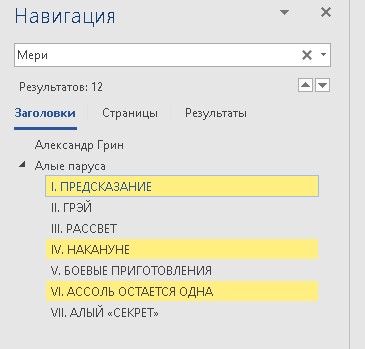 Навигация
Мери
Результатов: 12
Заголовки Страницы Результаты
Александр Грин
Алые паруса
I. ПРЕДСКАЗАНИЕ
II. ГРЭЙ
III. РАССВЕТ
IV. НАКАНУНЕ
V. БОЕВЫЕ ПРИГОТОВЛЕНИЯ
VI. АССОЛЬ ОСТАЕТСЯ ОДНА
VII. АЛЫЙ «СЕКРЕТ»